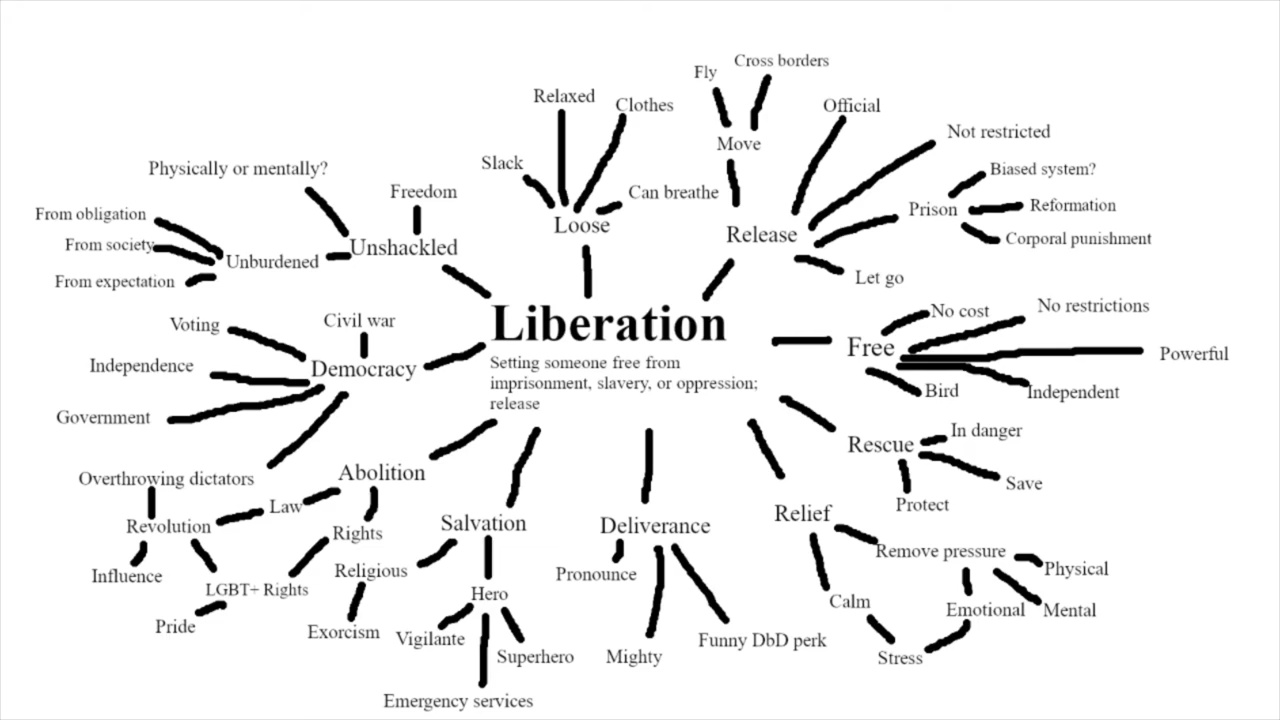 Cross borders
Fly
Relaxed
Clothes
Official
Not restricted
Move
Slack
Physically or mentally?
Biased system?
Freedom
Can breathe
Reformation
Prison
From obligation
Loose
Release
Corporal punishment
From society
Unshackled
Unburdened
Let go
From expectation
No restrictions
No cost
Liberation
Setting someone free from
imprisonment, slavery, or oppression;
release
Voting
Civil war
Free
Powerful
Independence
Democracy
Bird
Independent
Government
In danger
Rescue
Save
Overthrowing dictators
Abolition
Protect
Law
Revolution
Salvation
Deliverance
Relief
Rights
Remove pressure
Influence
Religious
Pronounce
Physical
LGBT+ Rights
Hero
Calm
Emotional
Mental
Pride
Exorcism
Vigilante
Funny DbD perk
Superhero
Mighty
Stress
Emergency services